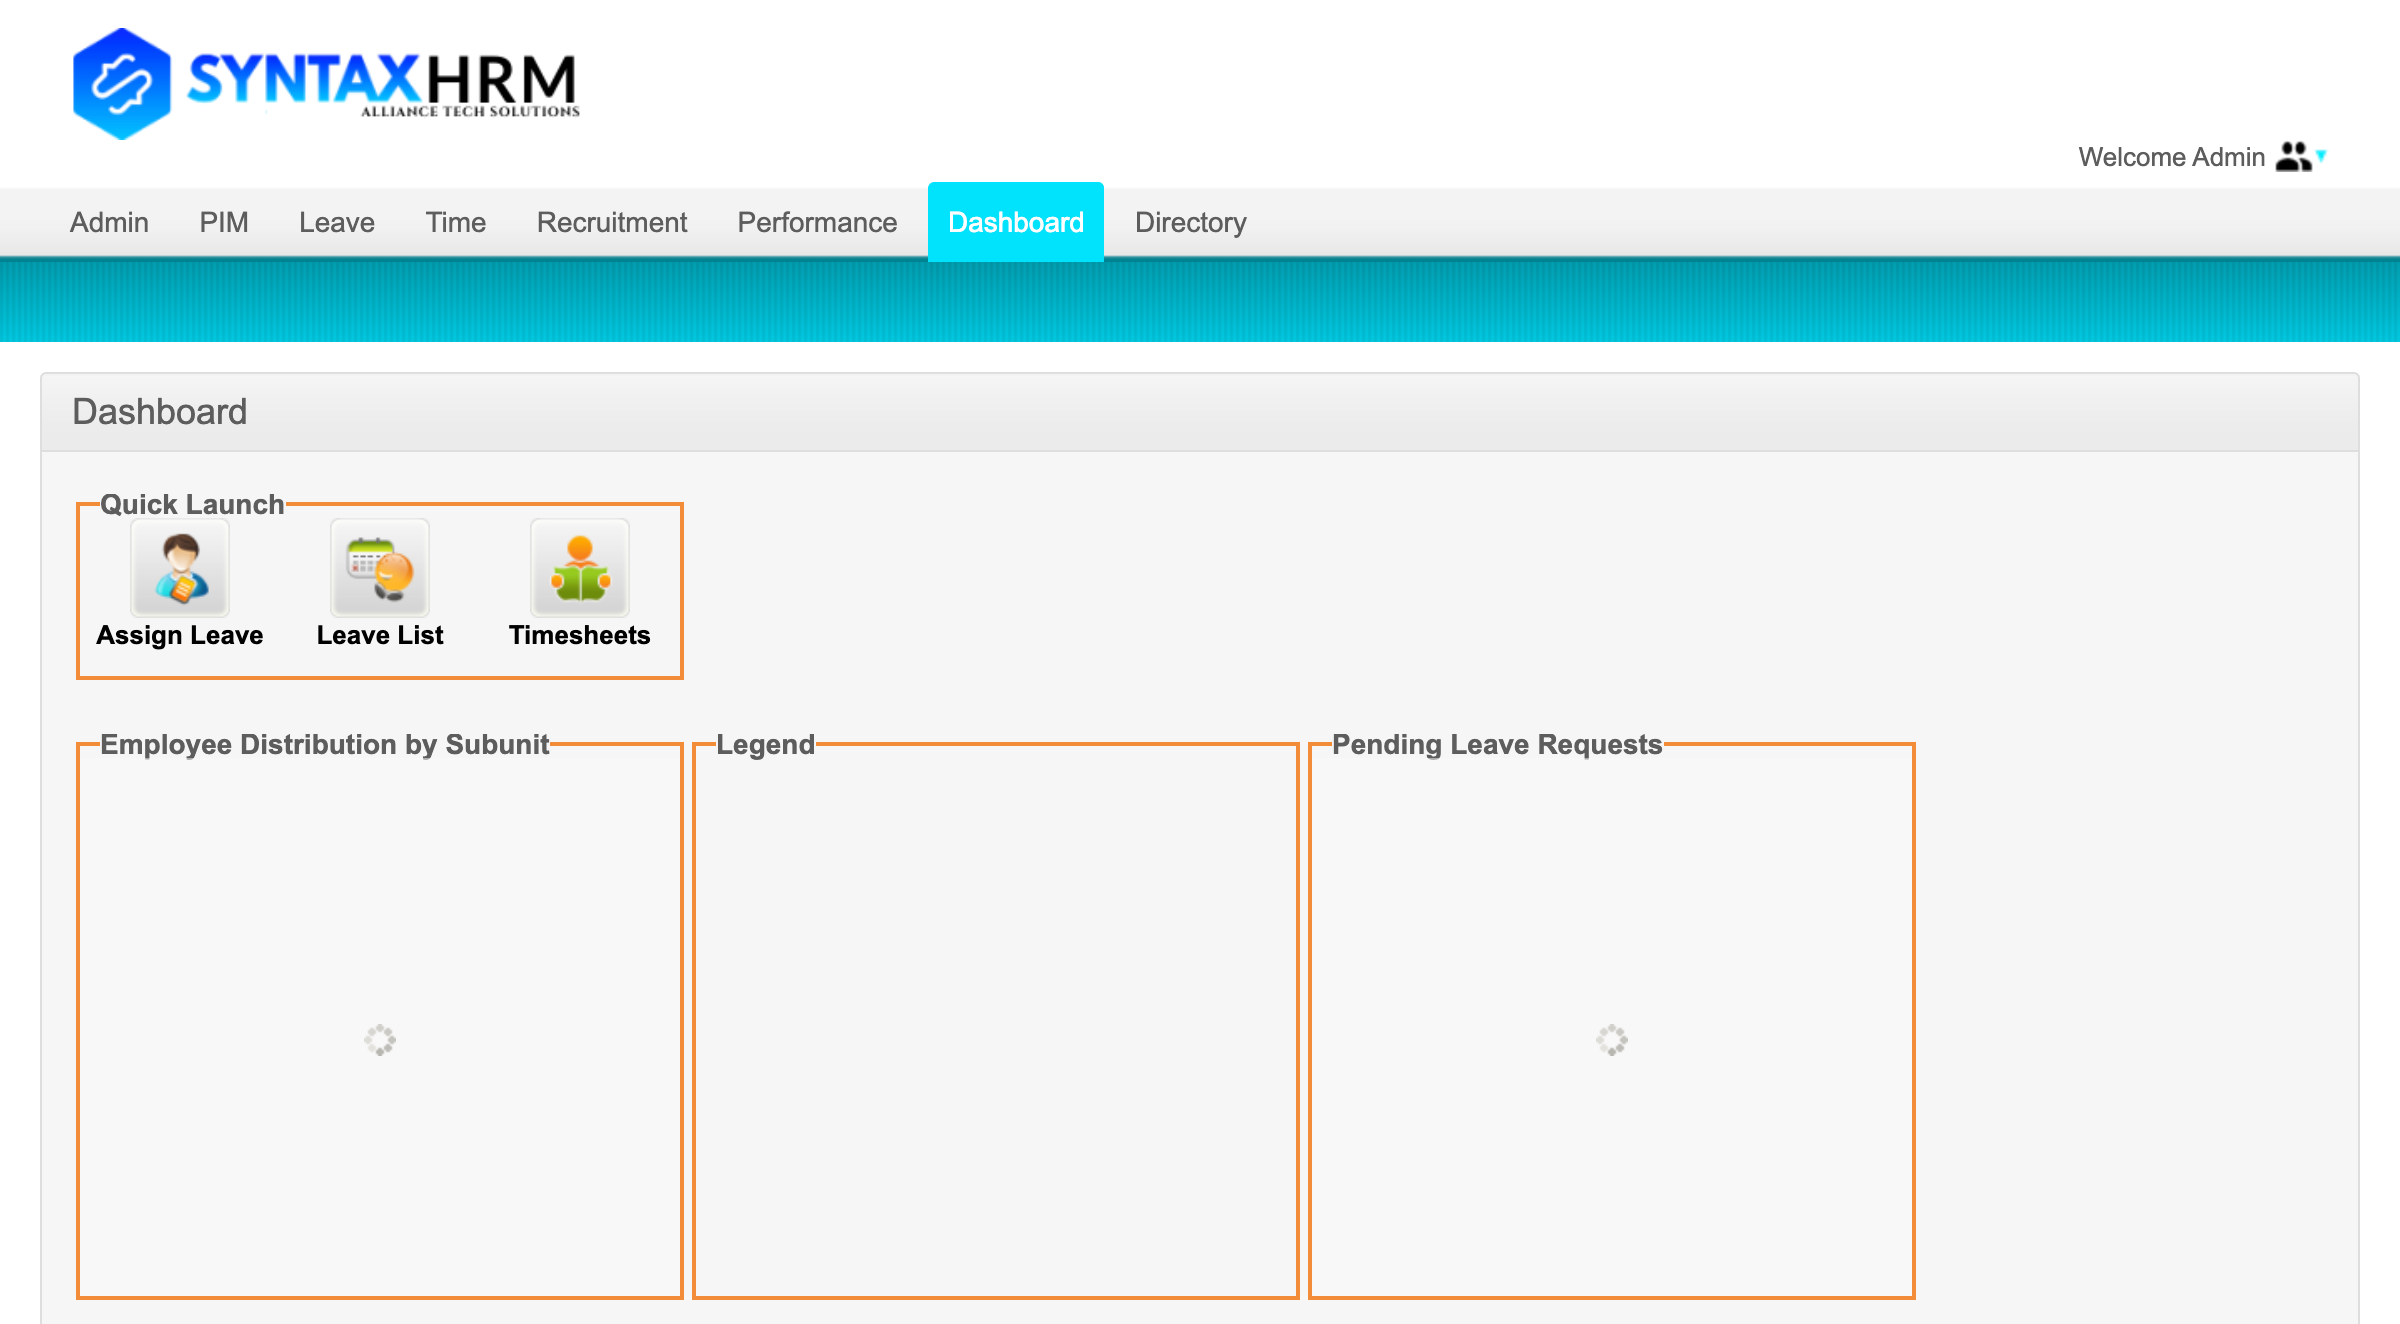 SYNTAXHRM
ALLIANCE TECH SOLUTIONS
Welcome Admin
Admin PIM Leave Time Recruitment Performance Dashboard Directory
Dashboard
Quick Launch
Assign Leave Leave List Timesheets
Employee Distribution by Subunit Legend Pending Leave Requests